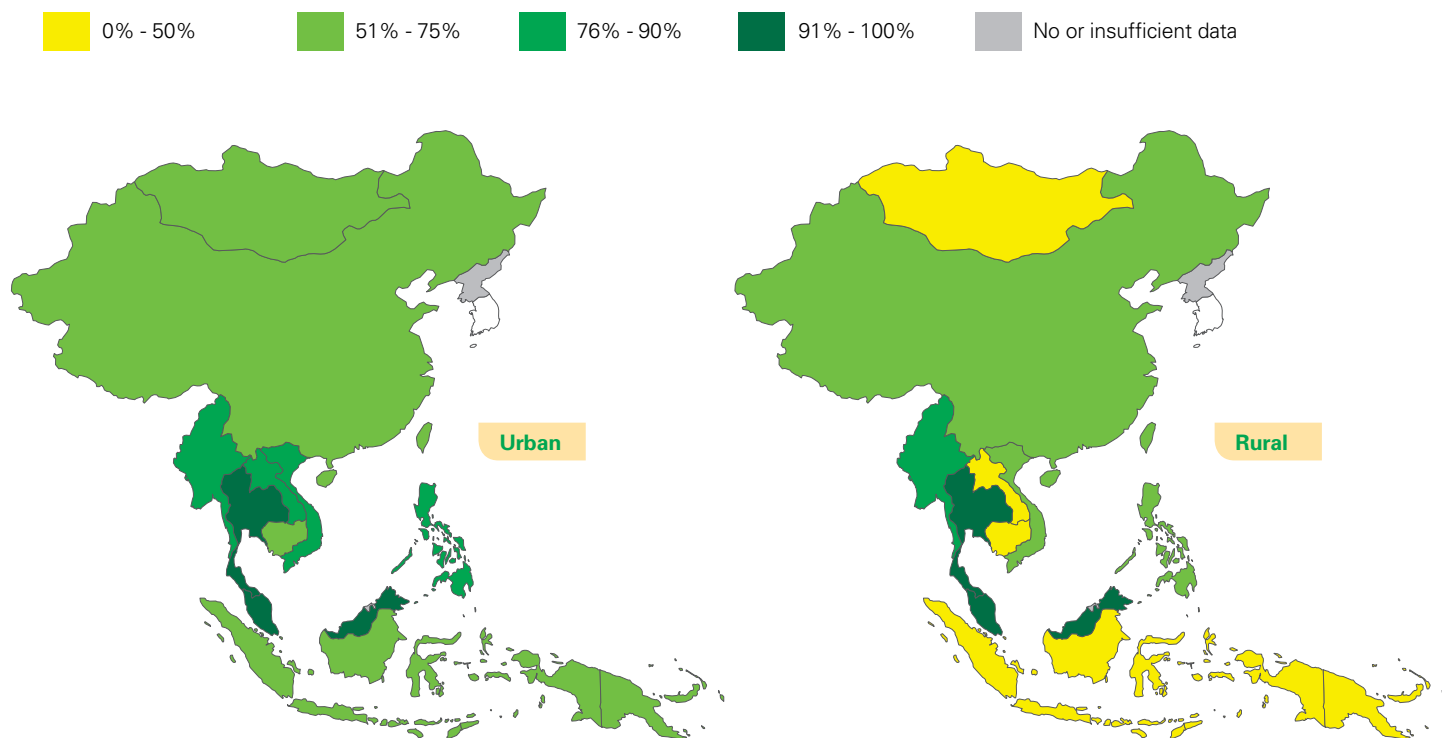 0% - 50%
51% - 75%
76% - 90%
91% - 100%
No or insufficient data
Urban
Rural